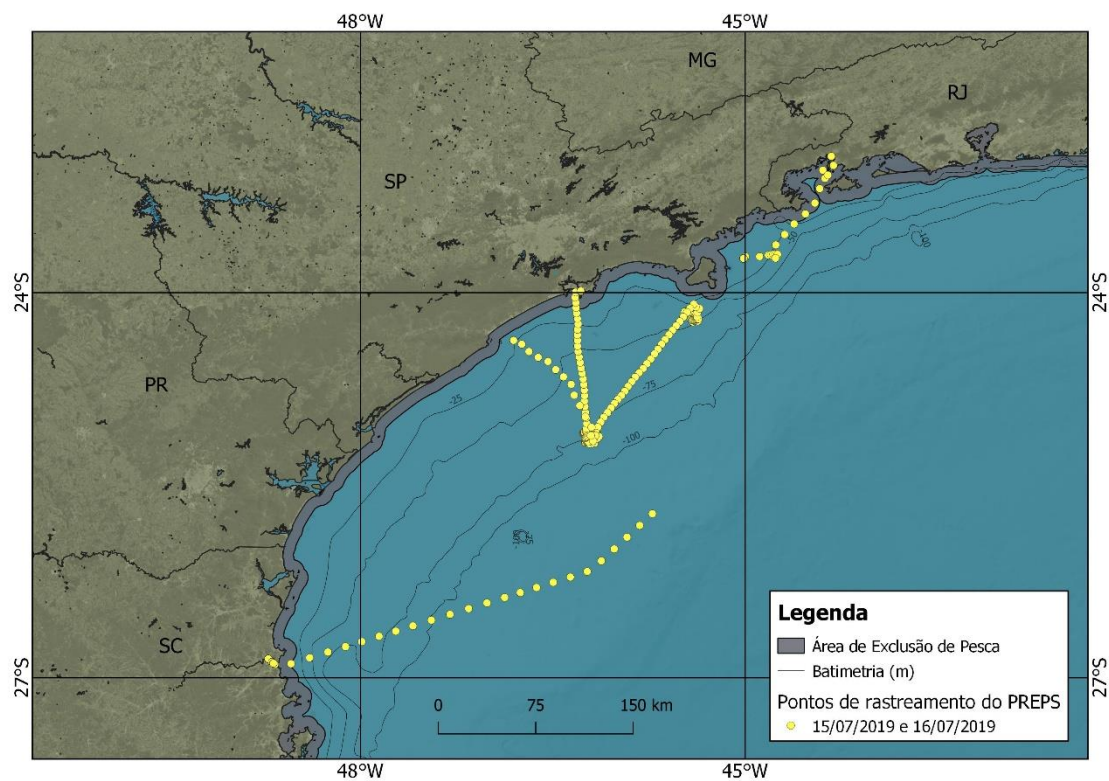 48°W 45°W
MG
RJ
SP
-50
-100
24°S 24°S
PR
-25
-75
-100
SC
27°S 27°S
0 75 150 km
Legenda
Área de Exclusão de Pesca
Batimetria (m)
Pontos de rastreamento do PREPS
15/07/2019 e 16/07/2019
48°W 45°W